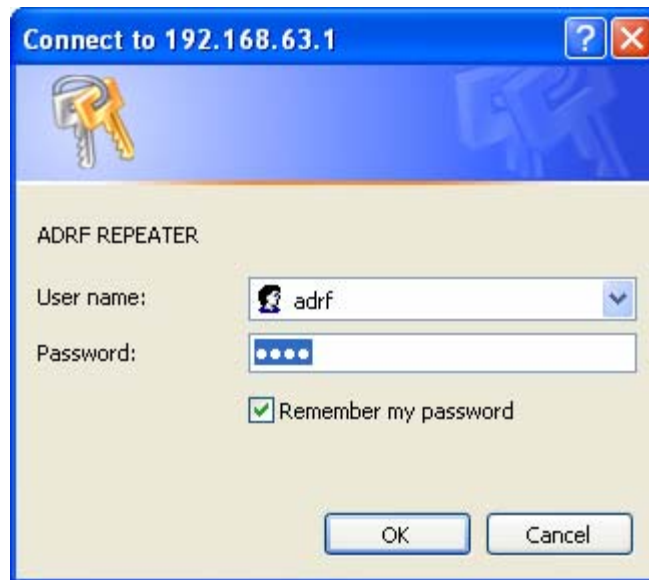 Connect to 192.168.63.1
ADRF REPEATER
User name: adrf
Password: ●●●●
Remember my password
OK Cancel